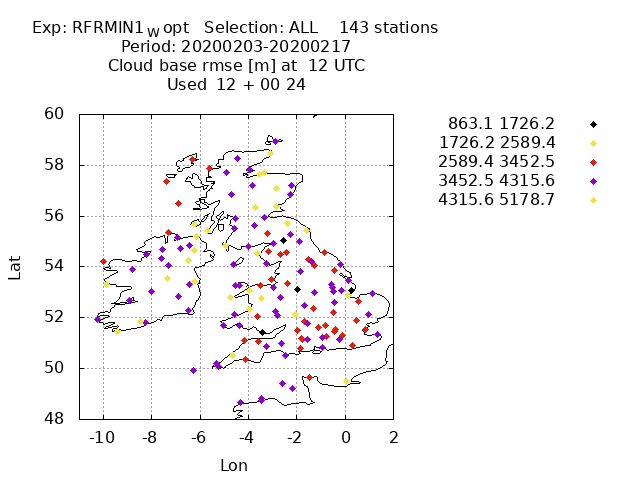 Exp: RFRMIN1_W opt Selection: ALL 143 stations
Period: 20200203-20200217
Cloud base rmse [m] at 12 UTC
Used 12 + 00 24
863.1 1726.2
1726.2 2589.4
2589.4 3452.5
3452.5 4315.6
4315.6 5178.7
60
58
56
54
52
50
48
Lat
-10 -8 -6 -4 -2 0 2
Lon